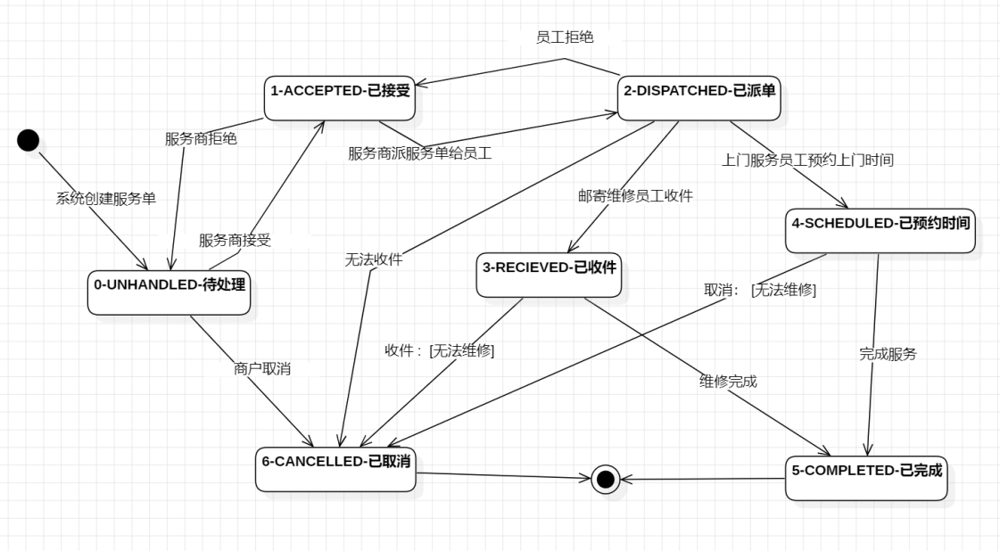 员工拒绝
1-ACCEPTED-已接受
2-DISPATCHED-已派单
服务商拒绝
服务商派服务单给员工
上门服务员工预约上门时间
系统创建服务单
邮寄维修员工收件
4-SCHEDULED-已预约时间
服务商接受
无法收件
3-RECIEVED-已收件
0-UNHANDLED-待处理
取消： [无法维修]
收件： [无法维修]
完成服务
商户取消
维修完成
6-CANCELLED-已取消
5-COMPLETED-已完成